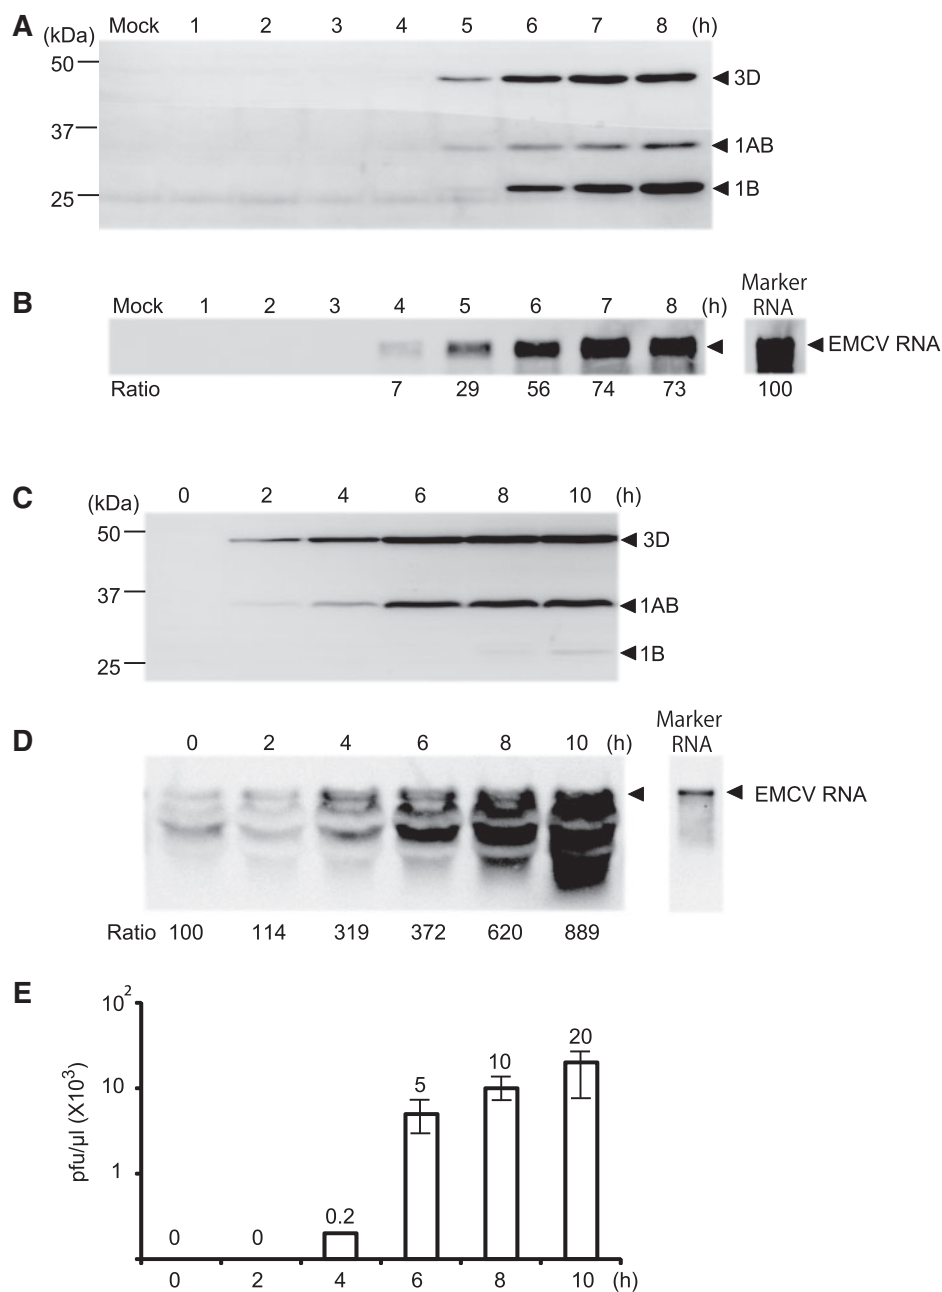 A
(kDa)
Mock 1 2 3 4 5 6 7 8 (h)
50
3D
37
1AB
1B
25
B
Mock 1 2 3 4 5 6 7 8 (h)
Marker
RNA
EMCV RNA
Ratio 7 29 56 74 73 100
C
(kDa)
0 2 4 6 8 10 (h)
50
3D
37
1AB
1B
25
D
0 2 4 6 8 10 (h)
Marker
RNA
EMCV RNA
Ratio 100 114 319 372 620 889
E
10²
20
10
10
5
pfu/μl (X10³)
1
0.2
0 0
0 2 4 6 8 10 (h)